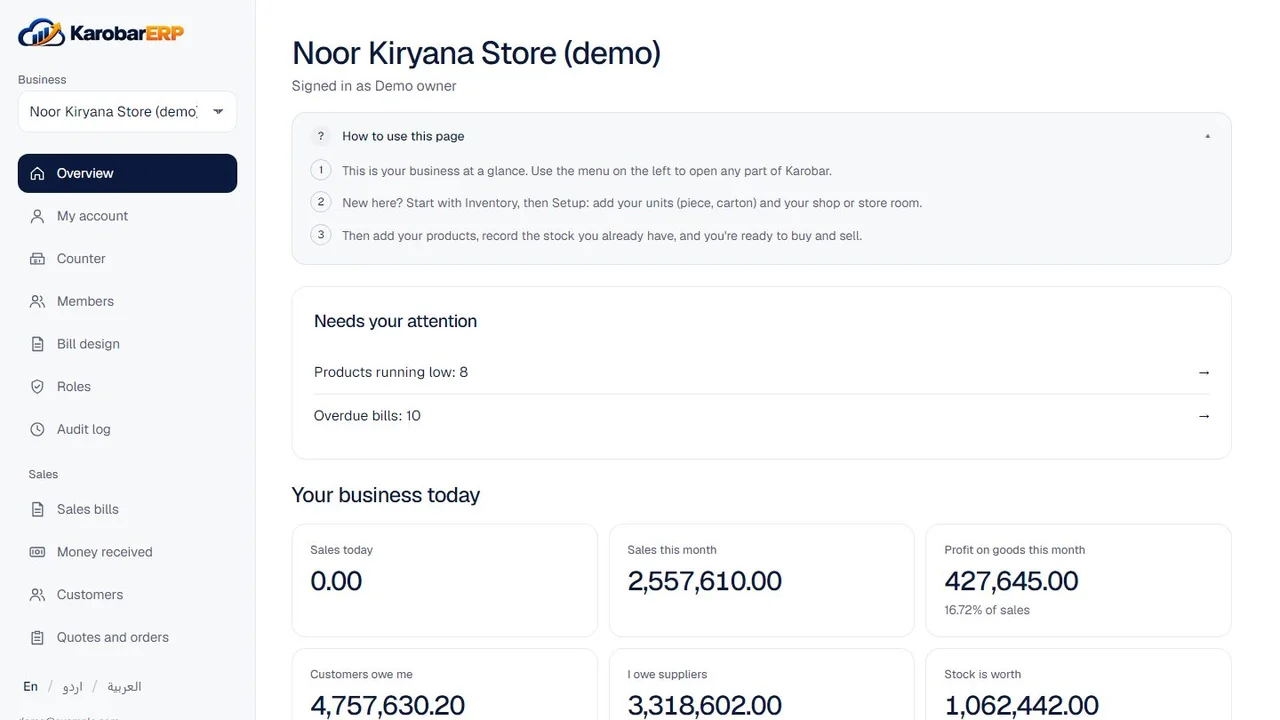 KarobarERP
Business
Noor Kiryana Store (demo)
Overview
My account
Counter
Members
Bill design
Roles
Audit log
Sales
Sales bills
Money received
Customers
Quotes and orders
En / اردو / العربية
Noor Kiryana Store (demo)
Signed in as Demo owner
? How to use this page
1 This is your business at a glance. Use the menu on the left to open any part of Karobar.
2 New here? Start with Inventory, then Setup: add your units (piece, carton) and your shop or store room.
3 Then add your products, record the stock you already have, and you're ready to buy and sell.
Needs your attention
Products running low: 8 →
Overdue bills: 10 →
Your business today
Sales today
0.00
Sales this month
2,557,610.00
Profit on goods this month
427,645.00
16.72% of sales
Customers owe me
4,757,630.20
I owe suppliers
3,318,602.00
Stock is worth
1,062,442.00